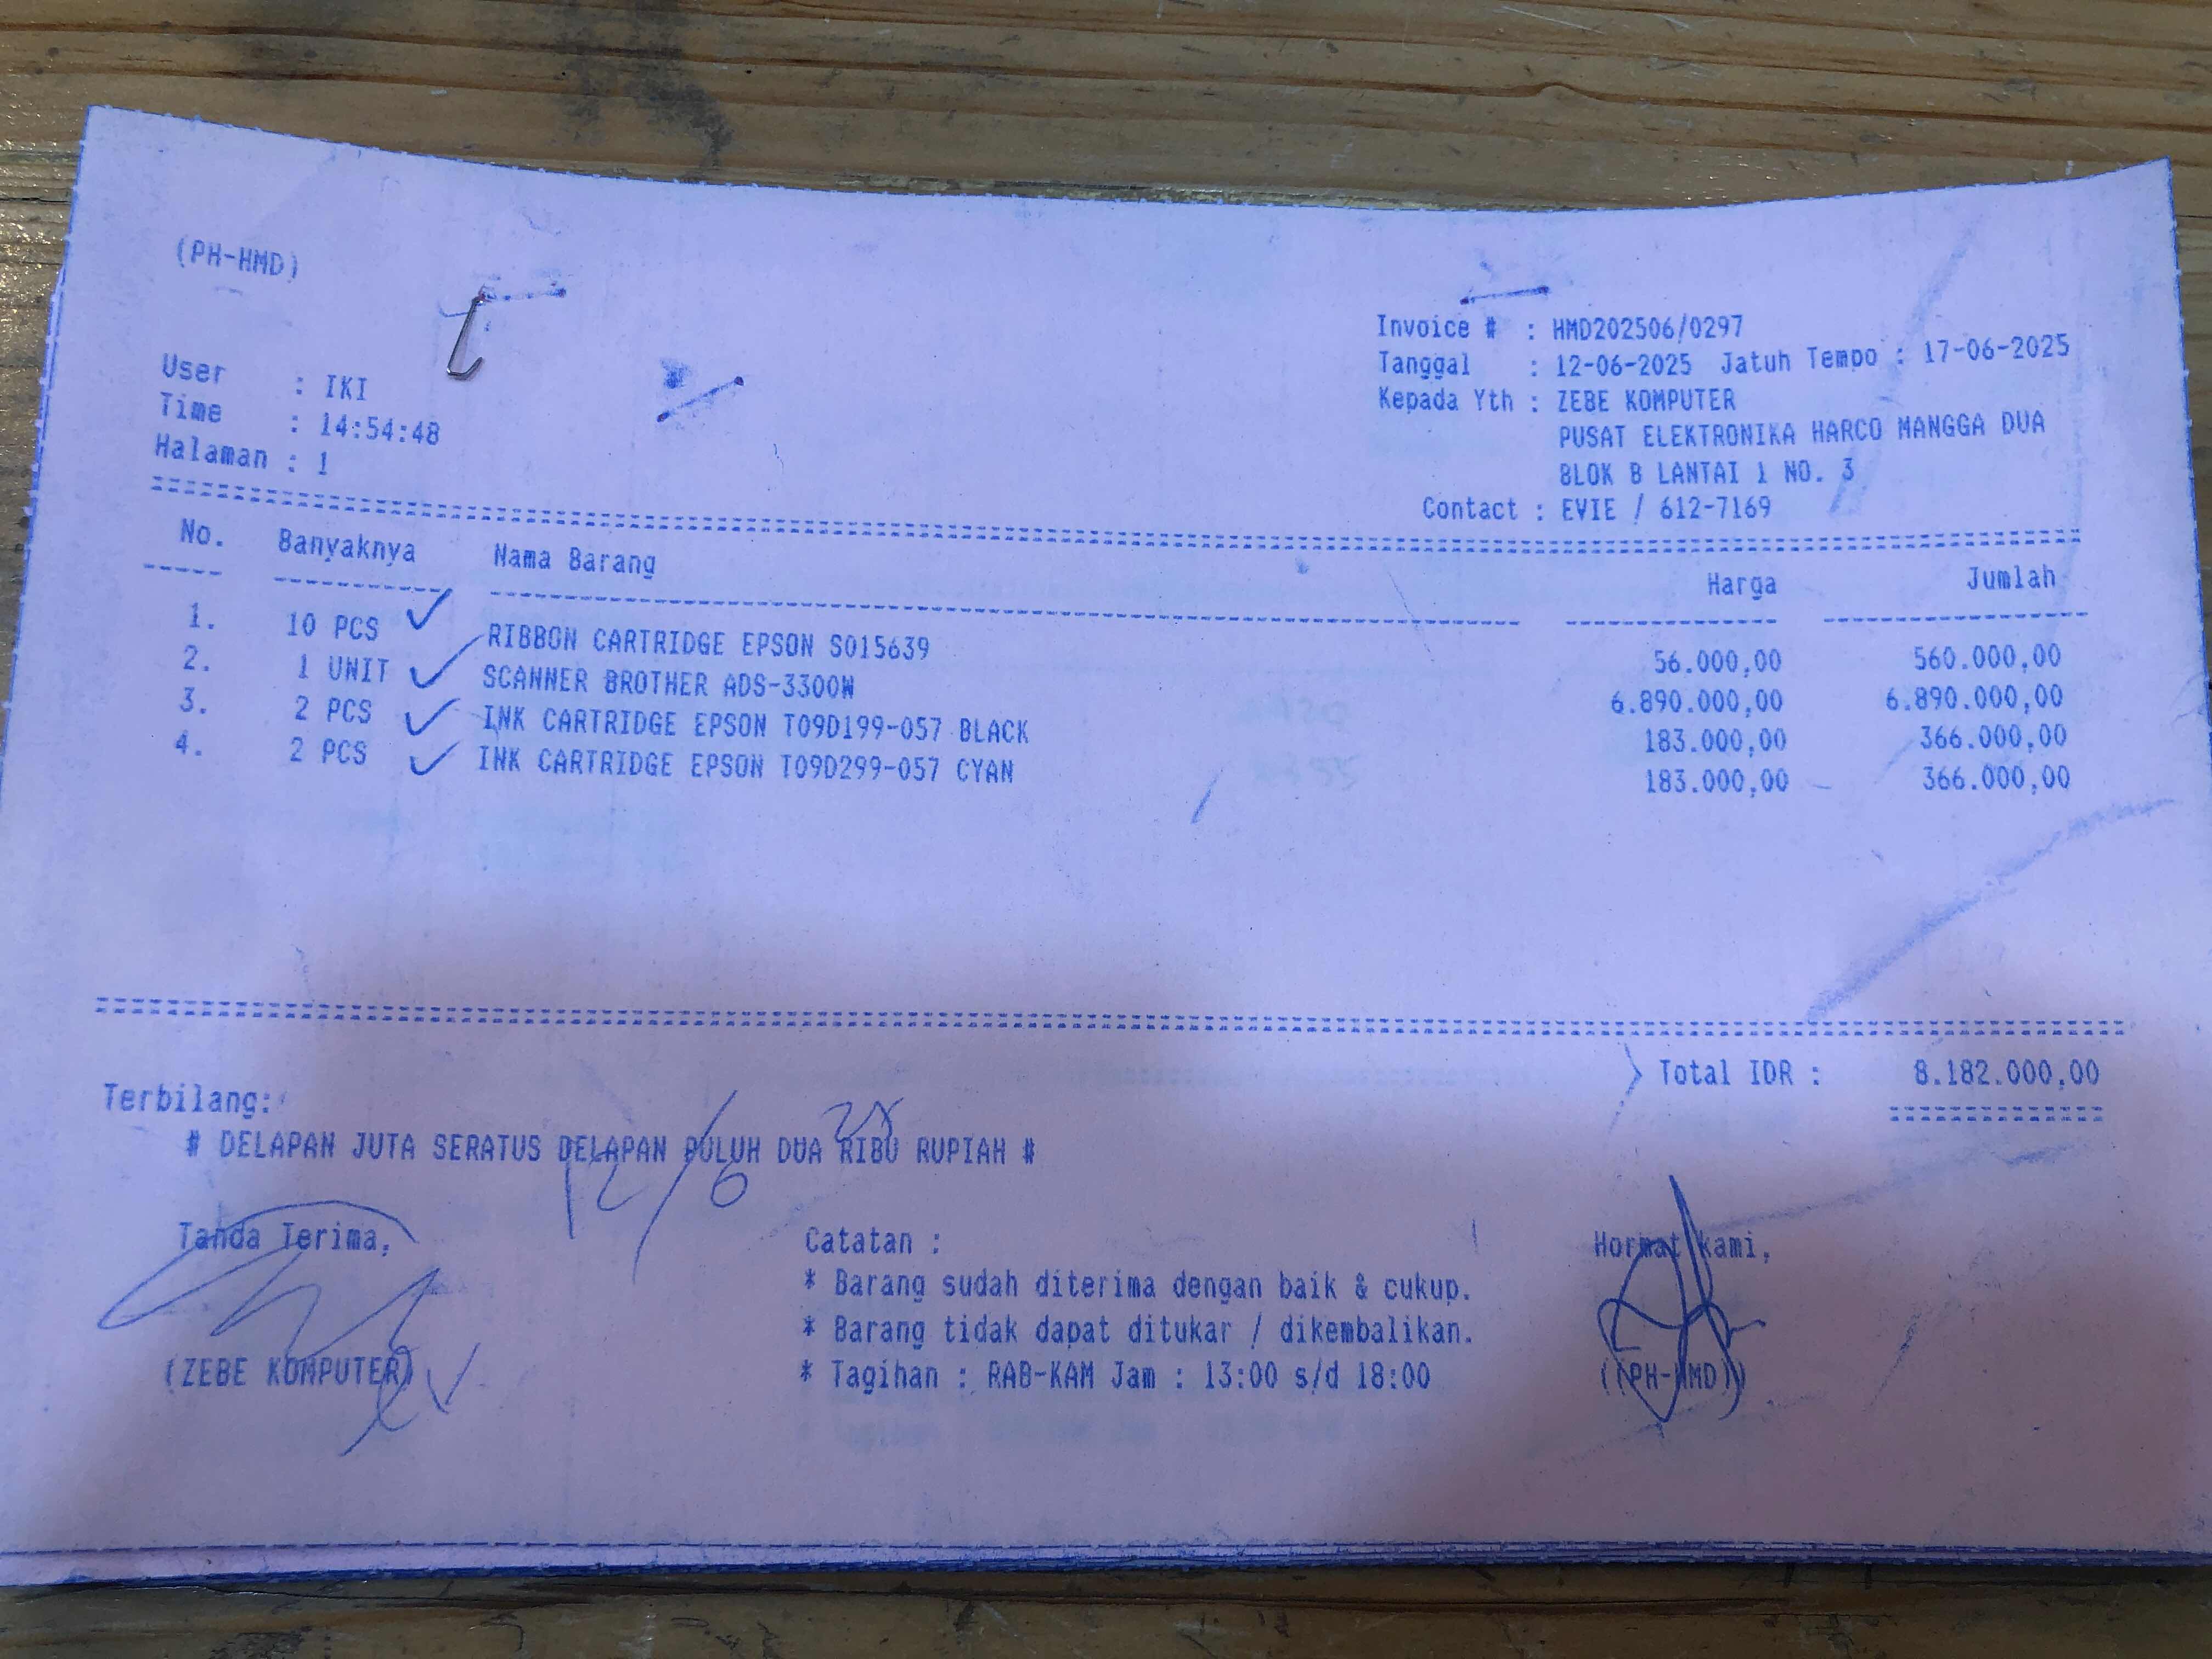 (PH-HMD)
Invoice # : HMD202506/0297
Tanggal : 12-06-2025 Jatuh Tempo : 17-06-2025
Kepada Yth : ZEBE KOMPUTER
PUSAT ELEKTRONIKA HARCO MANGGA DUA
BLOK B LANTAI 1 NO. 3
Contact : EVIE / 612-7169
User : IKI
Time : 14:54:48
Halaman : 1
No. Banyaknya Nama Barang Harga Jumlah
1. 10 PCS RIBBON CARTRIDGE EPSON S015639 56.000,00 560.000,00
2. 1 UNIT SCANNER BROTHER ADS-3300W 6.890.000,00 6.890.000,00
3. 2 PCS INK CARTRIDGE EPSON T09D199-057 BLACK 183.000,00 366.000,00
4. 2 PCS INK CARTRIDGE EPSON T09D299-057 CYAN 183.000,00 366.000,00
Total IDR : 8.182.000,00
Terbilang:
# DELAPAN JUTA SERATUS DELAPAN PULUH DUA RIBU RUPIAH #
12/6 25
Tanda Terima,
(ZEBE KOMPUTER)
Catatan :
* Barang sudah diterima dengan baik & cukup.
* Barang tidak dapat ditukar / dikembalikan.
* Tagihan : RAB-KAM Jam : 13:00 s/d 18:00
Hormat kami,
((PH-HMD))